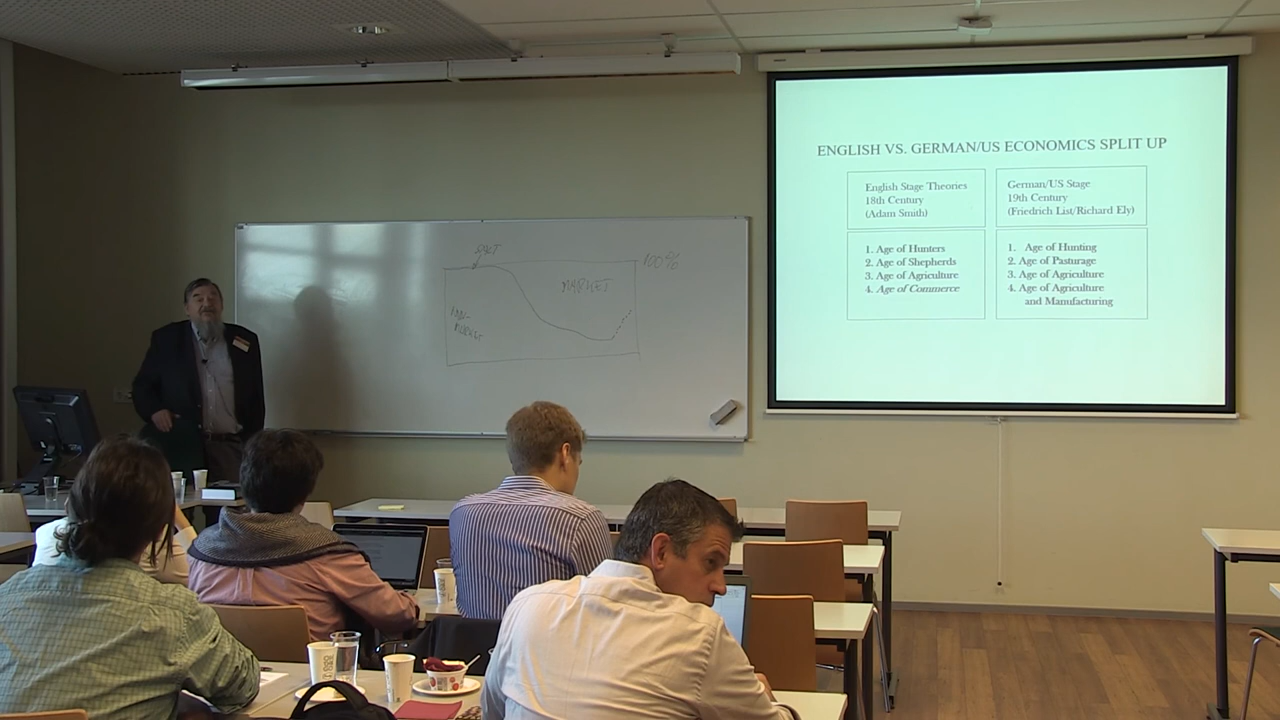 SALT
100%
MARKET
NON-
MARKET
ENGLISH VS. GERMAN/US ECONOMICS SPLIT UP
English Stage Theories
18th Century
(Adam Smith)
German/US Stage
19th Century
(Friedrich List/Richard Ely)
1. Age of Hunters
2. Age of Shepherds
3. Age of Agriculture
4. Age of Commerce
1. Age of Hunting
2. Age of Pasturage
3. Age of Agriculture
4. Age of Agriculture
and Manufacturing